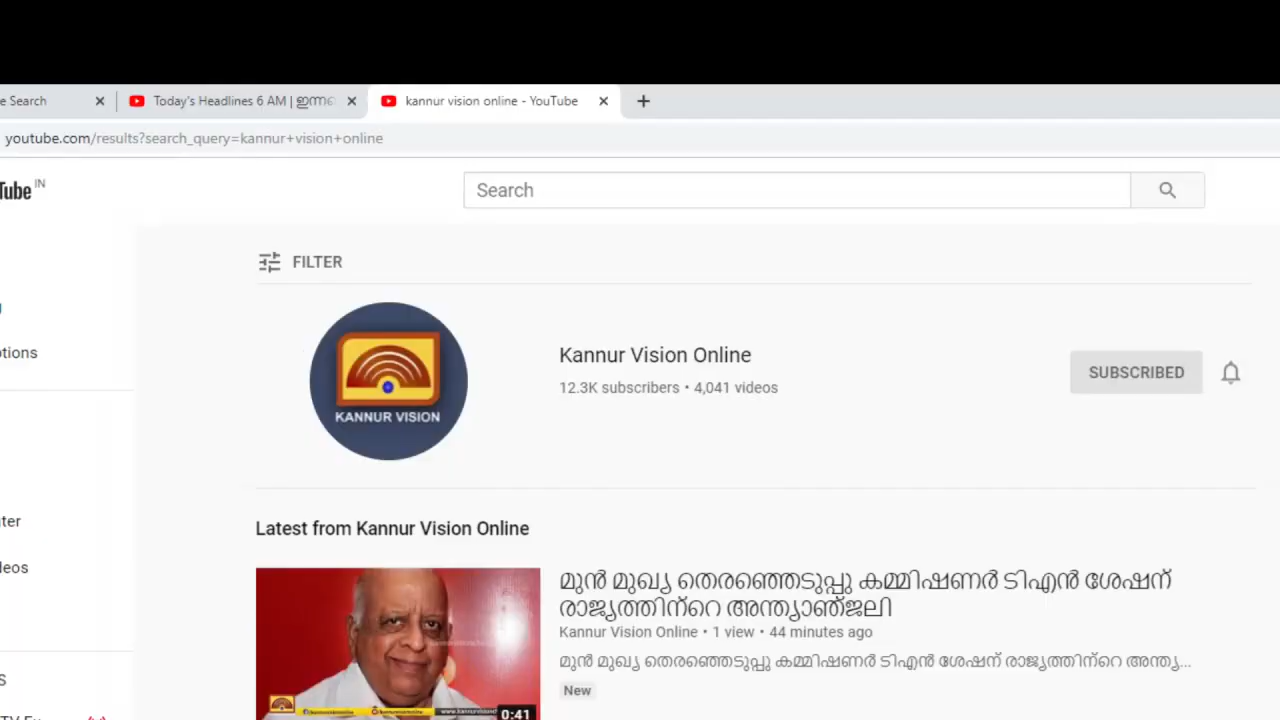 e Search
Today's Headlines 6 AM | ഇന്നത
kannur vision online - YouTube
youtube.com/results?search_query=kannur+vision+online
Tube IN
Search
FILTER
ptions
KANNUR VISION
Kannur Vision Online
12.3K subscribers • 4,041 videos
SUBSCRIBED
Latest from Kannur Vision Online
മുൻ മുഖ്യ തെരഞ്ഞെടുപ്പു കമ്മിഷണർ ടിഎൻ ശേഷന്
രാജ്യത്തിന്റെ അന്ത്യാഞ്ജലി
Kannur Vision Online • 1 view • 44 minutes ago
മുൻ മുഖ്യ തെരഞ്ഞെടുപ്പു കമ്മിഷണർ ടിഎൻ ശേഷന് രാജ്യത്തിന്റെ അന്ത്യ...
New
0:41